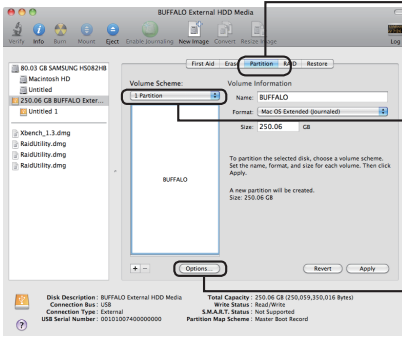 BUFFALO External HDD Media
Verify Info Burn Mount Eject Enable Journaling New Image Convert Resize Image Log
First Aid Erase Partition RAID Restore
80.03 GB SAMSUNG HS082HB
Macintosh HD
Untitled
250.06 GB BUFFALO Exter...
Untitled 1
Xbench_1.3.dmg
RaidUtility.dmg
RaidUtility.dmg
RaidUtility.dmg
Volume Scheme:
1 Partition
BUFFALO
Volume Information
Name: BUFFALO
Format: Mac OS Extended (Journaled)
Size: 250.06 GB
To partition the selected disk, choose a volume scheme.
Set the name, format, and size for each volume. Then click
Apply.
A new partition will be created.
Size: 250.06 GB
+ − Options... Revert Apply
Disk Description : BUFFALO External HDD Media
Connection Bus : USB
Connection Type : External
USB Serial Number : 00101007400000000
Total Capacity : 250.06 GB (250,059,350,016 Bytes)
Write Status : Read/Write
S.M.A.R.T. Status : Not Supported
Partition Map Scheme : Master Boot Record
?